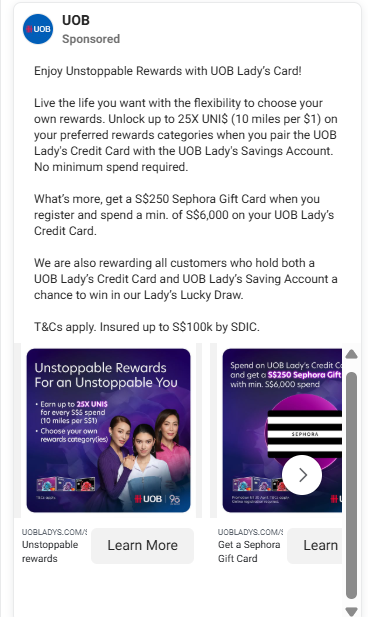 UOB
UOB
Sponsored
Enjoy Unstoppable Rewards with UOB Lady's Card!
Live the life you want with the flexibility to choose your
own rewards. Unlock up to 25X UNI$ (10 miles per $1) on
your preferred rewards categories when you pair the UOB
Lady's Credit Card with the UOB Lady's Savings Account.
No minimum spend required.
What's more, get a S$250 Sephora Gift Card when you
register and spend a min. of S$6,000 on your UOB Lady's
Credit Card.
We are also rewarding all customers who hold both a
UOB Lady's Credit Card and UOB Lady's Saving Account a
chance to win in our Lady's Lucky Draw.
T&Cs apply. Insured up to S$100k by SDIC.
Unstoppable Rewards
For an Unstoppable You
• Earn up to 25X UNI$
for every S$5 spend
(10 miles per S$1)
• Choose your own
rewards category(ies)
T&Cs apply
UOB
Spend on UOB Lady's Credit C
and get a S$250 Sephora Gift
with min. S$6,000 spend
SEPHORA
UOBLADYS.COM/
Unstoppable
rewards
Learn More
UOBLADYS.COM/
Get a Sephora
Gift Card
Learn